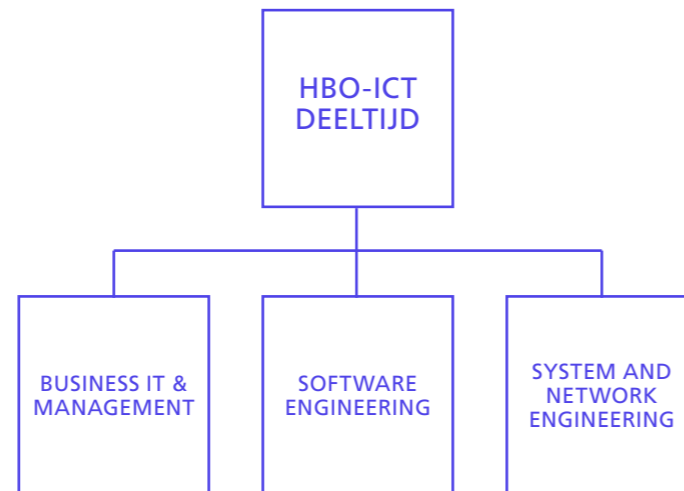 HBO-ICT
DEELTIJD
BUSINESS IT &
MANAGEMENT
SOFTWARE
ENGINEERING
SYSTEM AND
NETWORK
ENGINEERING